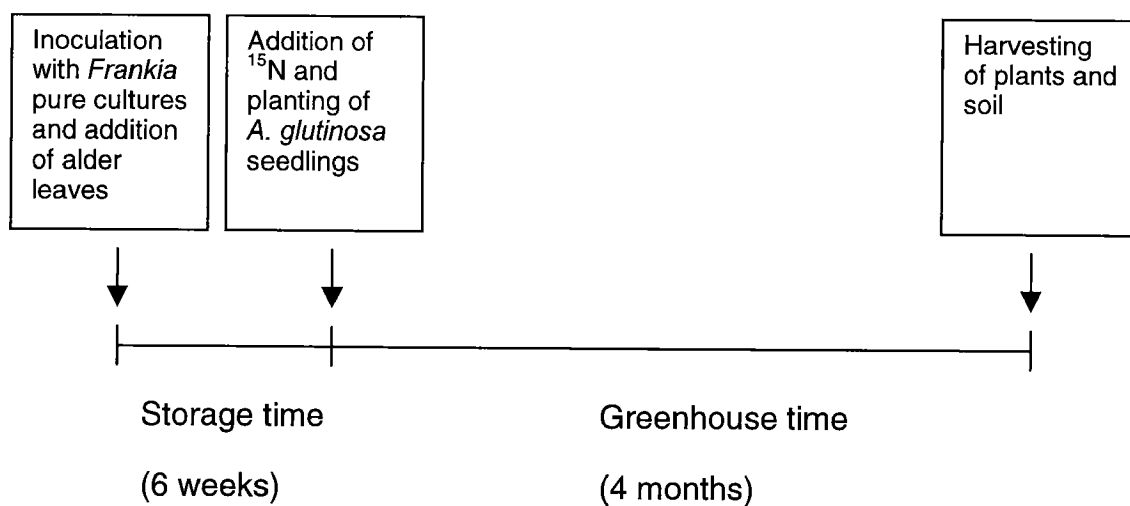 Inoculation
with Frankia
pure cultures
and addition
of alder
leaves
Addition of
¹⁵N and
planting of
A. glutinosa
seedlings
Harvesting
of plants and
soil
Storage time
(6 weeks)
Greenhouse time
(4 months)